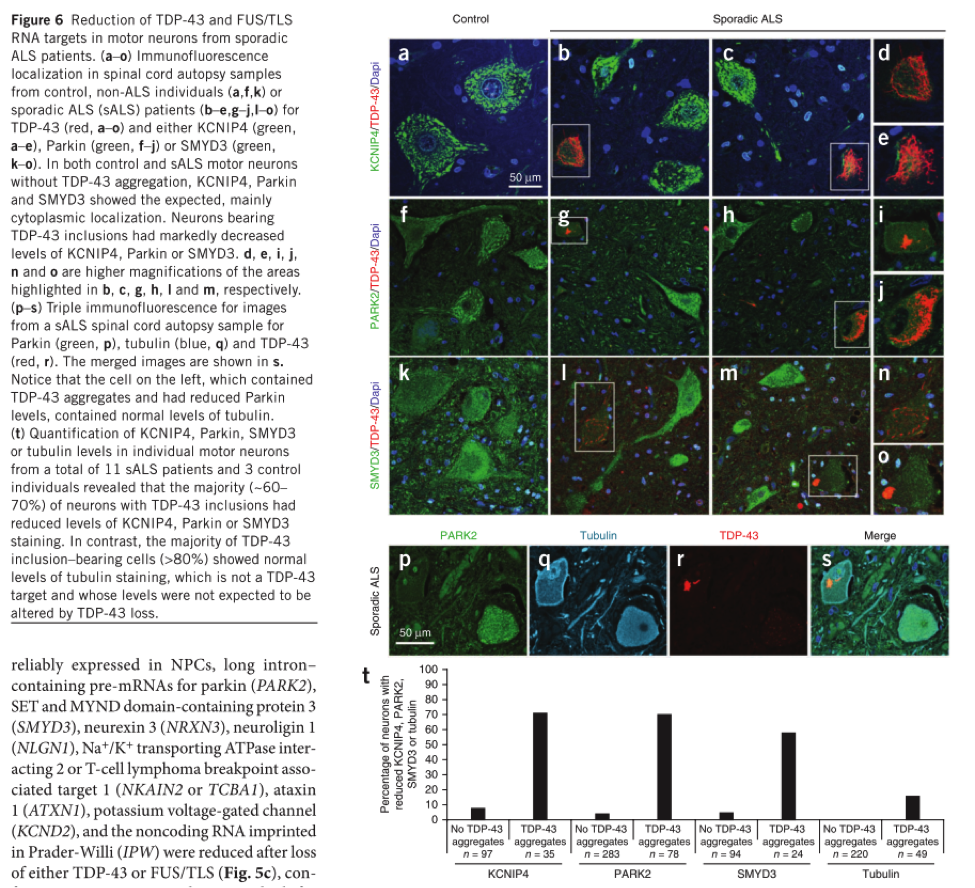 Figure 6 Reduction of TDP-43 and FUS/TLS
RNA targets in motor neurons from sporadic
ALS patients. (a–o) Immunofluorescence
localization in spinal cord autopsy samples
from control, non-ALS individuals (a,f,k) or
sporadic ALS (sALS) patients (b–e,g–j,l–o) for
TDP-43 (red, a–o) and either KCNIP4 (green,
a–e), Parkin (green, f–j) or SMYD3 (green,
k–o). In both control and sALS motor neurons
without TDP-43 aggregation, KCNIP4, Parkin
and SMYD3 showed the expected, mainly
cytoplasmic localization. Neurons bearing
TDP-43 inclusions had markedly decreased
levels of KCNIP4, Parkin or SMYD3. d, e, i, j,
n and o are higher magnifications of the areas
highlighted in b, c, g, h, l and m, respectively.
(p–s) Triple immunofluorescence for images
from a sALS spinal cord autopsy sample for
Parkin (green, p), tubulin (blue, q) and TDP-43
(red, r). The merged images are shown in s.
Notice that the cell on the left, which contained
TDP-43 aggregates and had reduced Parkin
levels, contained normal levels of tubulin.
(t) Quantification of KCNIP4, Parkin, SMYD3
or tubulin levels in individual motor neurons
from a total of 11 sALS patients and 3 control
individuals revealed that the majority (~60–
70%) of neurons with TDP-43 inclusions had
reduced levels of KCNIP4, Parkin or SMYD3
staining. In contrast, the majority of TDP-43
inclusion–bearing cells (>80%) showed normal
levels of tubulin staining, which is not a TDP-43
target and whose levels were not expected to be
altered by TDP-43 loss.
reliably expressed in NPCs, long intron–
containing pre-mRNAs for parkin (PARK2),
SET and MYND domain-containing protein 3
(SMYD3), neurexin 3 (NRXN3), neuroligin 1
(NLGN1), Na+/K+ transporting ATPase inter-
acting 2 or T-cell lymphoma breakpoint asso-
ciated target 1 (NKAIN2 or TCBA1), ataxin
1 (ATXN1), potassium voltage-gated channel
(KCND2), and the noncoding RNA imprinted
in Prader-Willi (IPW) were reduced after loss
of either TDP-43 or FUS/TLS (Fig. 5c), con-
Control
Sporadic ALS
KCNIP4/TDP-43/Dapi
a
b
c
d
e
50 µm
PARK2/TDP-43/Dapi
f
g
h
i
j
SMYD3/TDP-43/Dapi
k
l
m
n
o
PARK2
Tubulin
TDP-43
Merge
Sporadic ALS
p
q
r
s
50 µm
t
Percentage of neurons with
reduced KCNIP4, PARK2,
SMYD3 or tubulin
100
90
80
70
60
50
40
30
20
10
0
No TDP-43 TDP-43 No TDP-43 TDP-43 No TDP-43 TDP-43 No TDP-43 TDP-43
aggregates aggregates aggregates aggregates aggregates aggregates aggregates aggregates
n = 97 n = 35 n = 283 n = 78 n = 94 n = 24 n = 220 n = 49
KCNIP4 PARK2 SMYD3 Tubulin